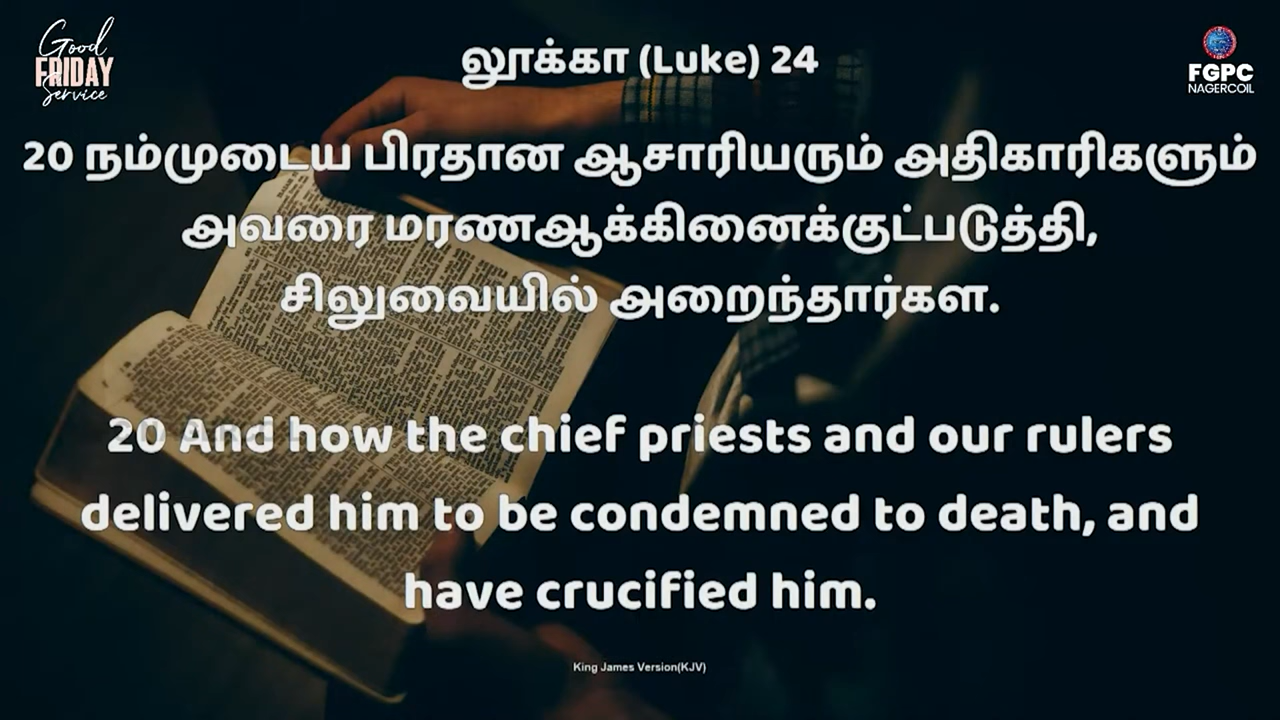 Good
FRIDAY
Service
லூக்கா (Luke) 24
FGPC
NAGERCOIL
20 நம்முடைய பிரதான ஆசாரியரும் அதிகாரிகளும்
அவரை மரணஆக்கினைக்குட்படுத்தி,
சிலுவையில் அறைந்தார்கள.
20 And how the chief priests and our rulers
delivered him to be condemned to death, and
have crucified him.
King James Version(KJV)